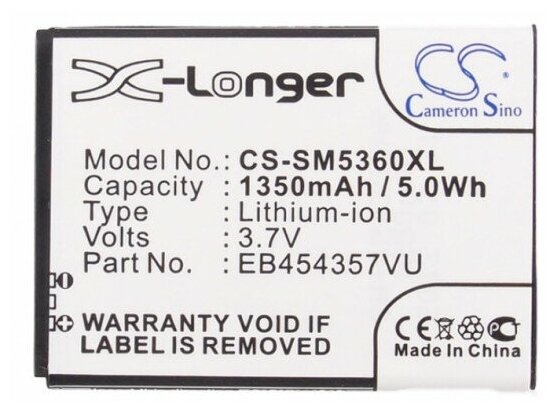 X-Longer
CS
Cameron Sino
Model No.: CS-SM5360XL
Capacity: 1350mAh / 5.0Wh
Type: Lithium-ion
Volts: 3.7V
Part No.: EB454357VU
WARRANTY VOID IF
LABEL IS REMOVED
CE PCT
Made In China